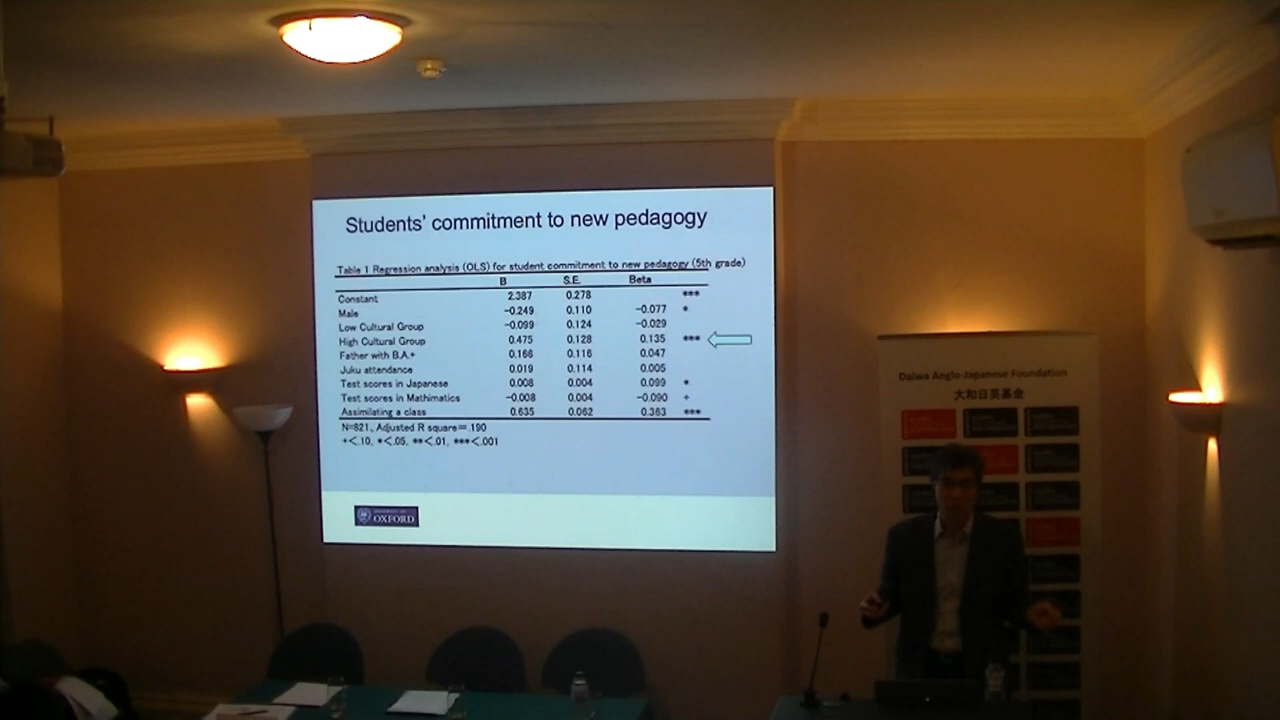 Students' commitment to new pedagogy
Table 1 Regression analysis (OLS) for student commitment to new pedagogy (5th grade)
B S.E. Beta
Constant 2.387 0.278 ***
Male -0.249 0.110 -0.077 *
Low Cultural Group -0.099 0.124 -0.029
High Cultural Group 0.475 0.128 0.135 ***
Father with B.A.+ 0.166 0.116 0.047
Juku attendance 0.019 0.114 0.005
Test scores in Japanese 0.008 0.004 0.099 *
Test scores in Mathimatics -0.008 0.004 -0.090 +
Assimilating a class 0.635 0.062 0.363 ***
N=821, Adjusted R square=.190
+<.10, *<.05, **<.01, ***<.001
UNIVERSITY OF
OXFORD
Daiwa Anglo-Japanese Foundation
大和日英基金